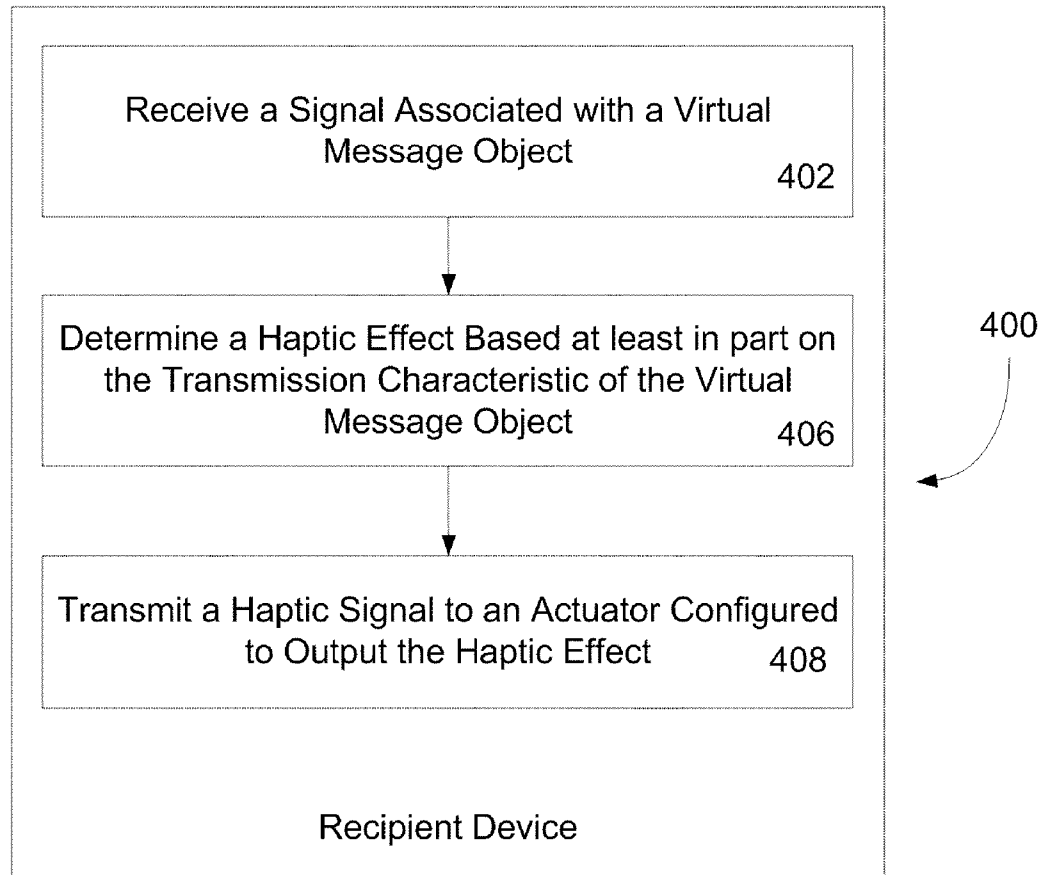 Receive a Signal Associated with a Virtual
Message Object
402
Determine a Haptic Effect Based at least in part on
the Transmission Characteristic of the Virtual
Message Object
406
400
Transmit a Haptic Signal to an Actuator Configured
to Output the Haptic Effect
408
Recipient Device